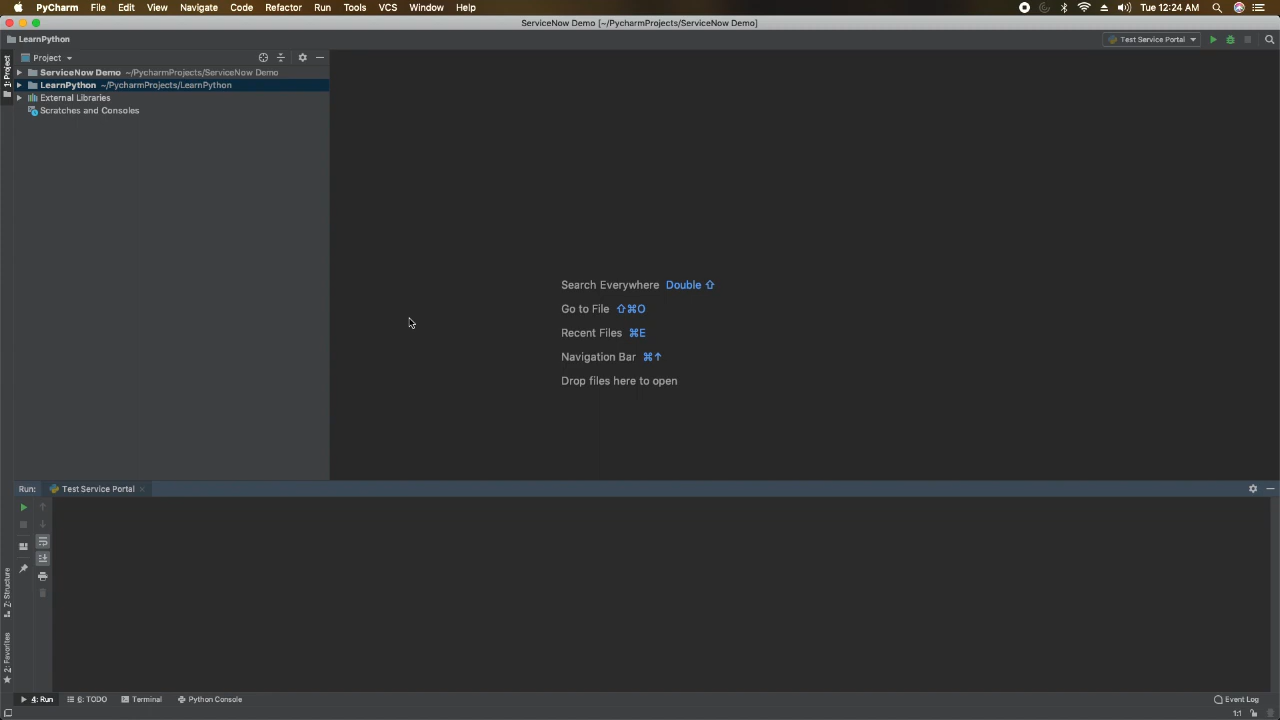 PyCharm File Edit View Navigate Code Refactor Run Tools VCS Window Help Tue 12:24 AM
ServiceNow Demo [~/PycharmProjects/ServiceNow Demo]
LearnPython Test Service Portal
1: Project
Project
ServiceNow Demo ~/PycharmProjects/ServiceNow Demo
LearnPython ~/PycharmProjects/LearnPython
External Libraries
Scratches and Consoles
Search Everywhere Double ⇧
Go to File ⇧⌘O
Recent Files ⌘E
Navigation Bar ⌘↑
Drop files here to open
Run: Test Service Portal
Z: Structure
2: Favorites
4: Run 6: TODO Terminal Python Console Event Log
1:1